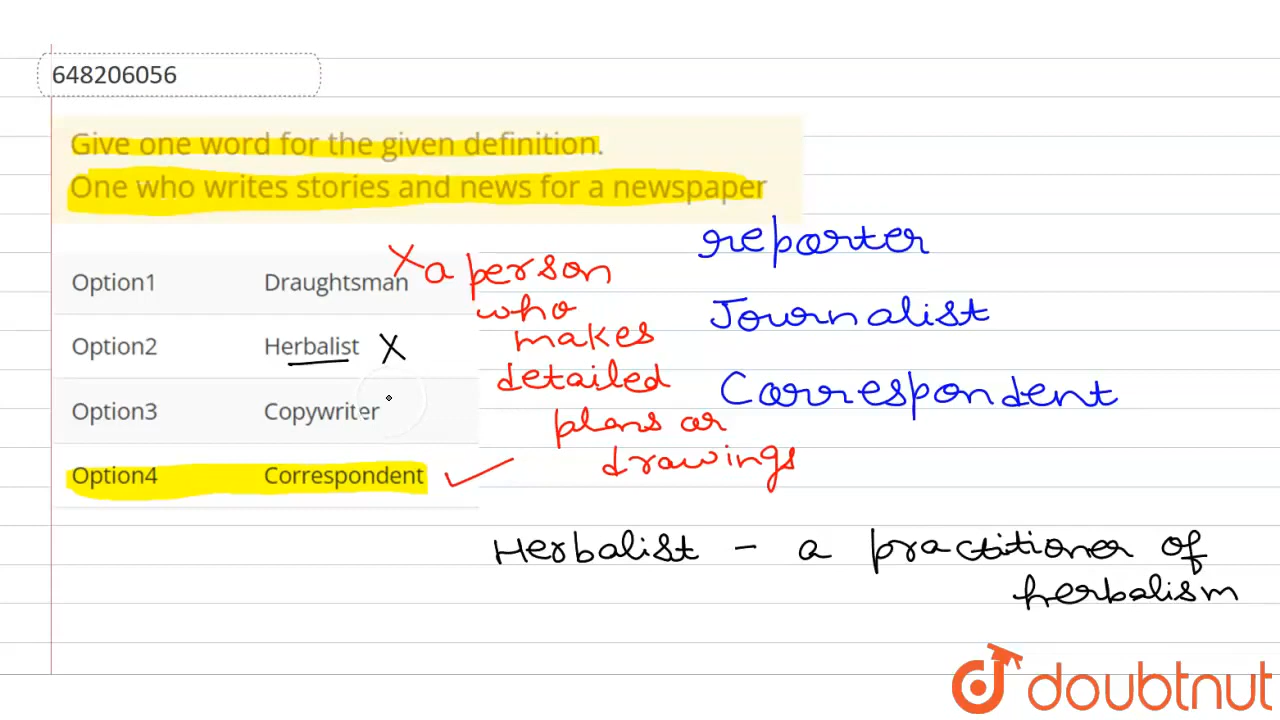 648206056
Give one word for the given definition.
One who writes stories and news for a newspaper
reporter
Option1 Draughtsman X a person
who
makes
detailed
plans or
drawings
Journalist
Option2 Herbalist X
Correspondent
Option3 Copywriter
Option4 Correspondent
Herbalist - a practitioner of
herbalism
doubtnut